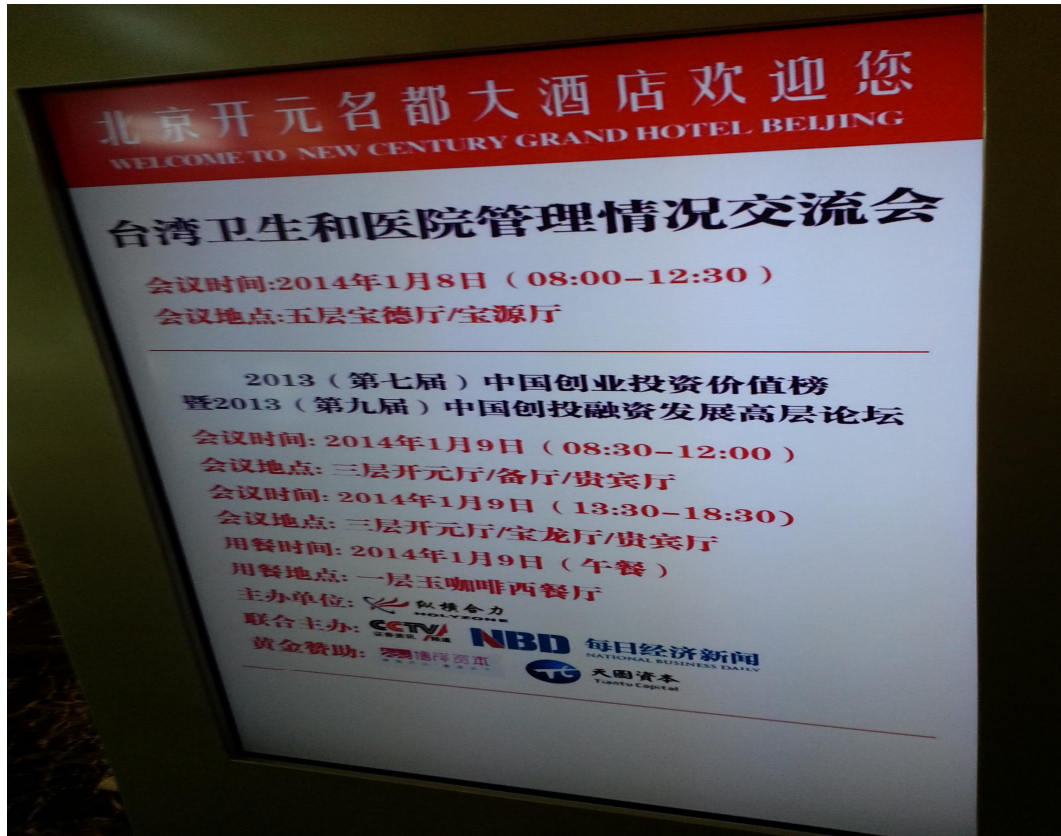 北京开元名都大酒店欢迎您
WELCOME TO NEW CENTURY GRAND HOTEL BEIJING
台湾卫生和医院管理情况交流会
会议时间:2014年1月8日(08:00-12:30)
会议地点:五层宝德厅/宝源厅
2013(第七届)中国创业投资价值榜
暨2013(第九届)中国创投融资发展高层论坛
会议时间: 2014年1月9日(08:30-12:00)
会议地点: 三层开元厅/备厅/贵宾厅
会议时间: 2014年1月9日(13:30-18:30)
会议地点: 三层开元厅/宝龙厅/贵宾厅
用餐时间: 2014年1月9日(午餐)
用餐地点: 一层玉咖啡西餐厅
主办单位: 纵横合力
HOLYZONE
联合主办: CCTV 证券资讯频道 NBD 每日经济新闻
NATIONAL BUSINESS DAILY
黄金赞助: 资本 天圖資本
Tiantu Capital